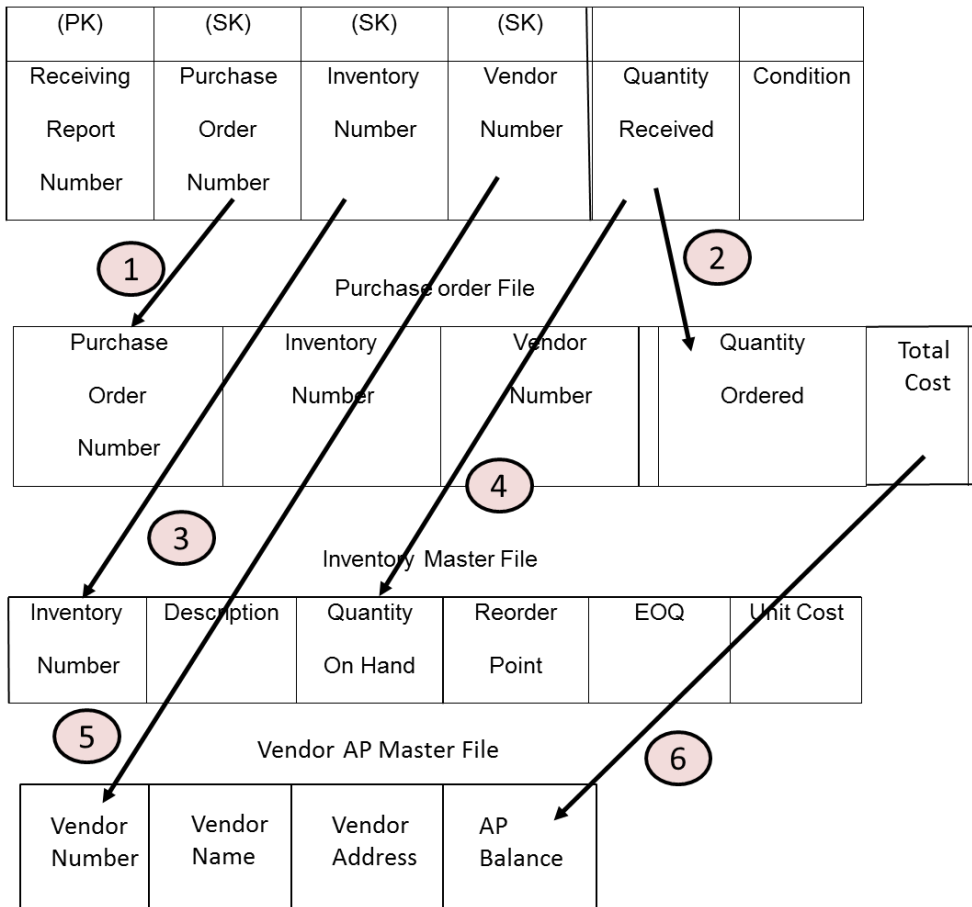 (PK) (SK) (SK) (SK)
Receiving Purchase Inventory Vendor Quantity Condition
Report Order Number Number Received
Number Number
1
2
Purchase order File
Purchase Inventory Vendor Quantity Total
Order Number Number Ordered Cost
Number
4
3
Inventory Master File
Inventory Description Quantity Reorder EOQ Unit Cost
Number On Hand Point
5
Vendor AP Master File
6
Vendor Vendor Vendor AP
Number Name Address Balance